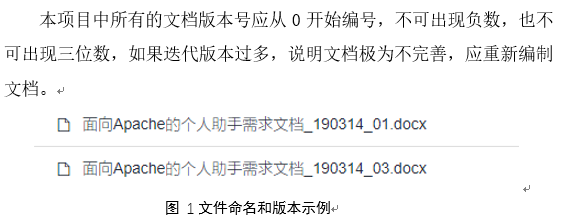 本项目中所有的文档版本号应从 0 开始编号，不可出现负数，也不
可出现三位数，如果迭代版本过多，说明文档极为不完善，应重新编制
文档。
面向Apache的个人助手需求文档_190314_01.docx
面向Apache的个人助手需求文档_190314_03.docx
图 1 文件命名和版本示例